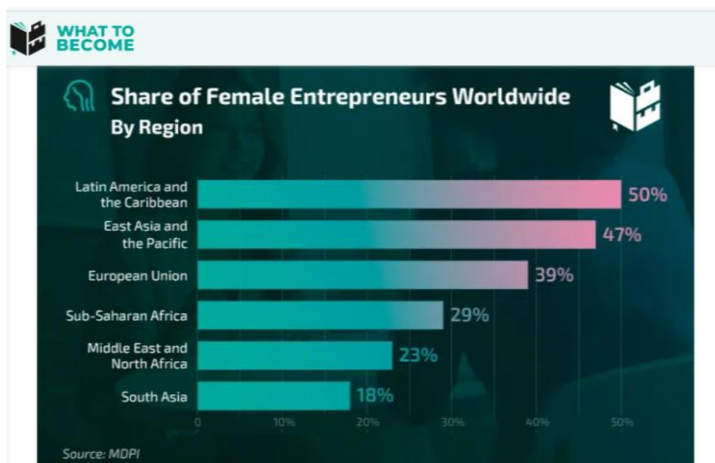 WHAT TO
BECOME
Share of Female Entrepreneurs Worldwide
By Region
Latin America and
the Caribbean
50%
East Asia and
the Pacific
47%
European Union
39%
Sub-Saharan Africa
29%
Middle East and
North Africa
23%
South Asia
18%
0 10% 20% 30% 40% 50%
Source: MDPI